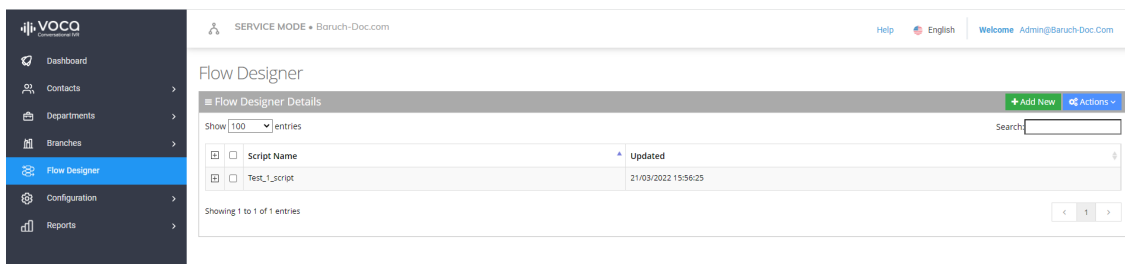 VOCA
Conversational IVR
SERVICE MODE • Baruch-Doc.com
Help
English
Welcome Admin@Baruch-Doc.Com
Dashboard
Contacts
Departments
Branches
Flow Designer
Configuration
Reports
Flow Designer
Flow Designer Details
Add New
Actions
Show 100 entries
Search:
Script Name
Updated
Test_1_script
21/03/2022 15:56:25
Showing 1 to 1 of 1 entries
< 1 >